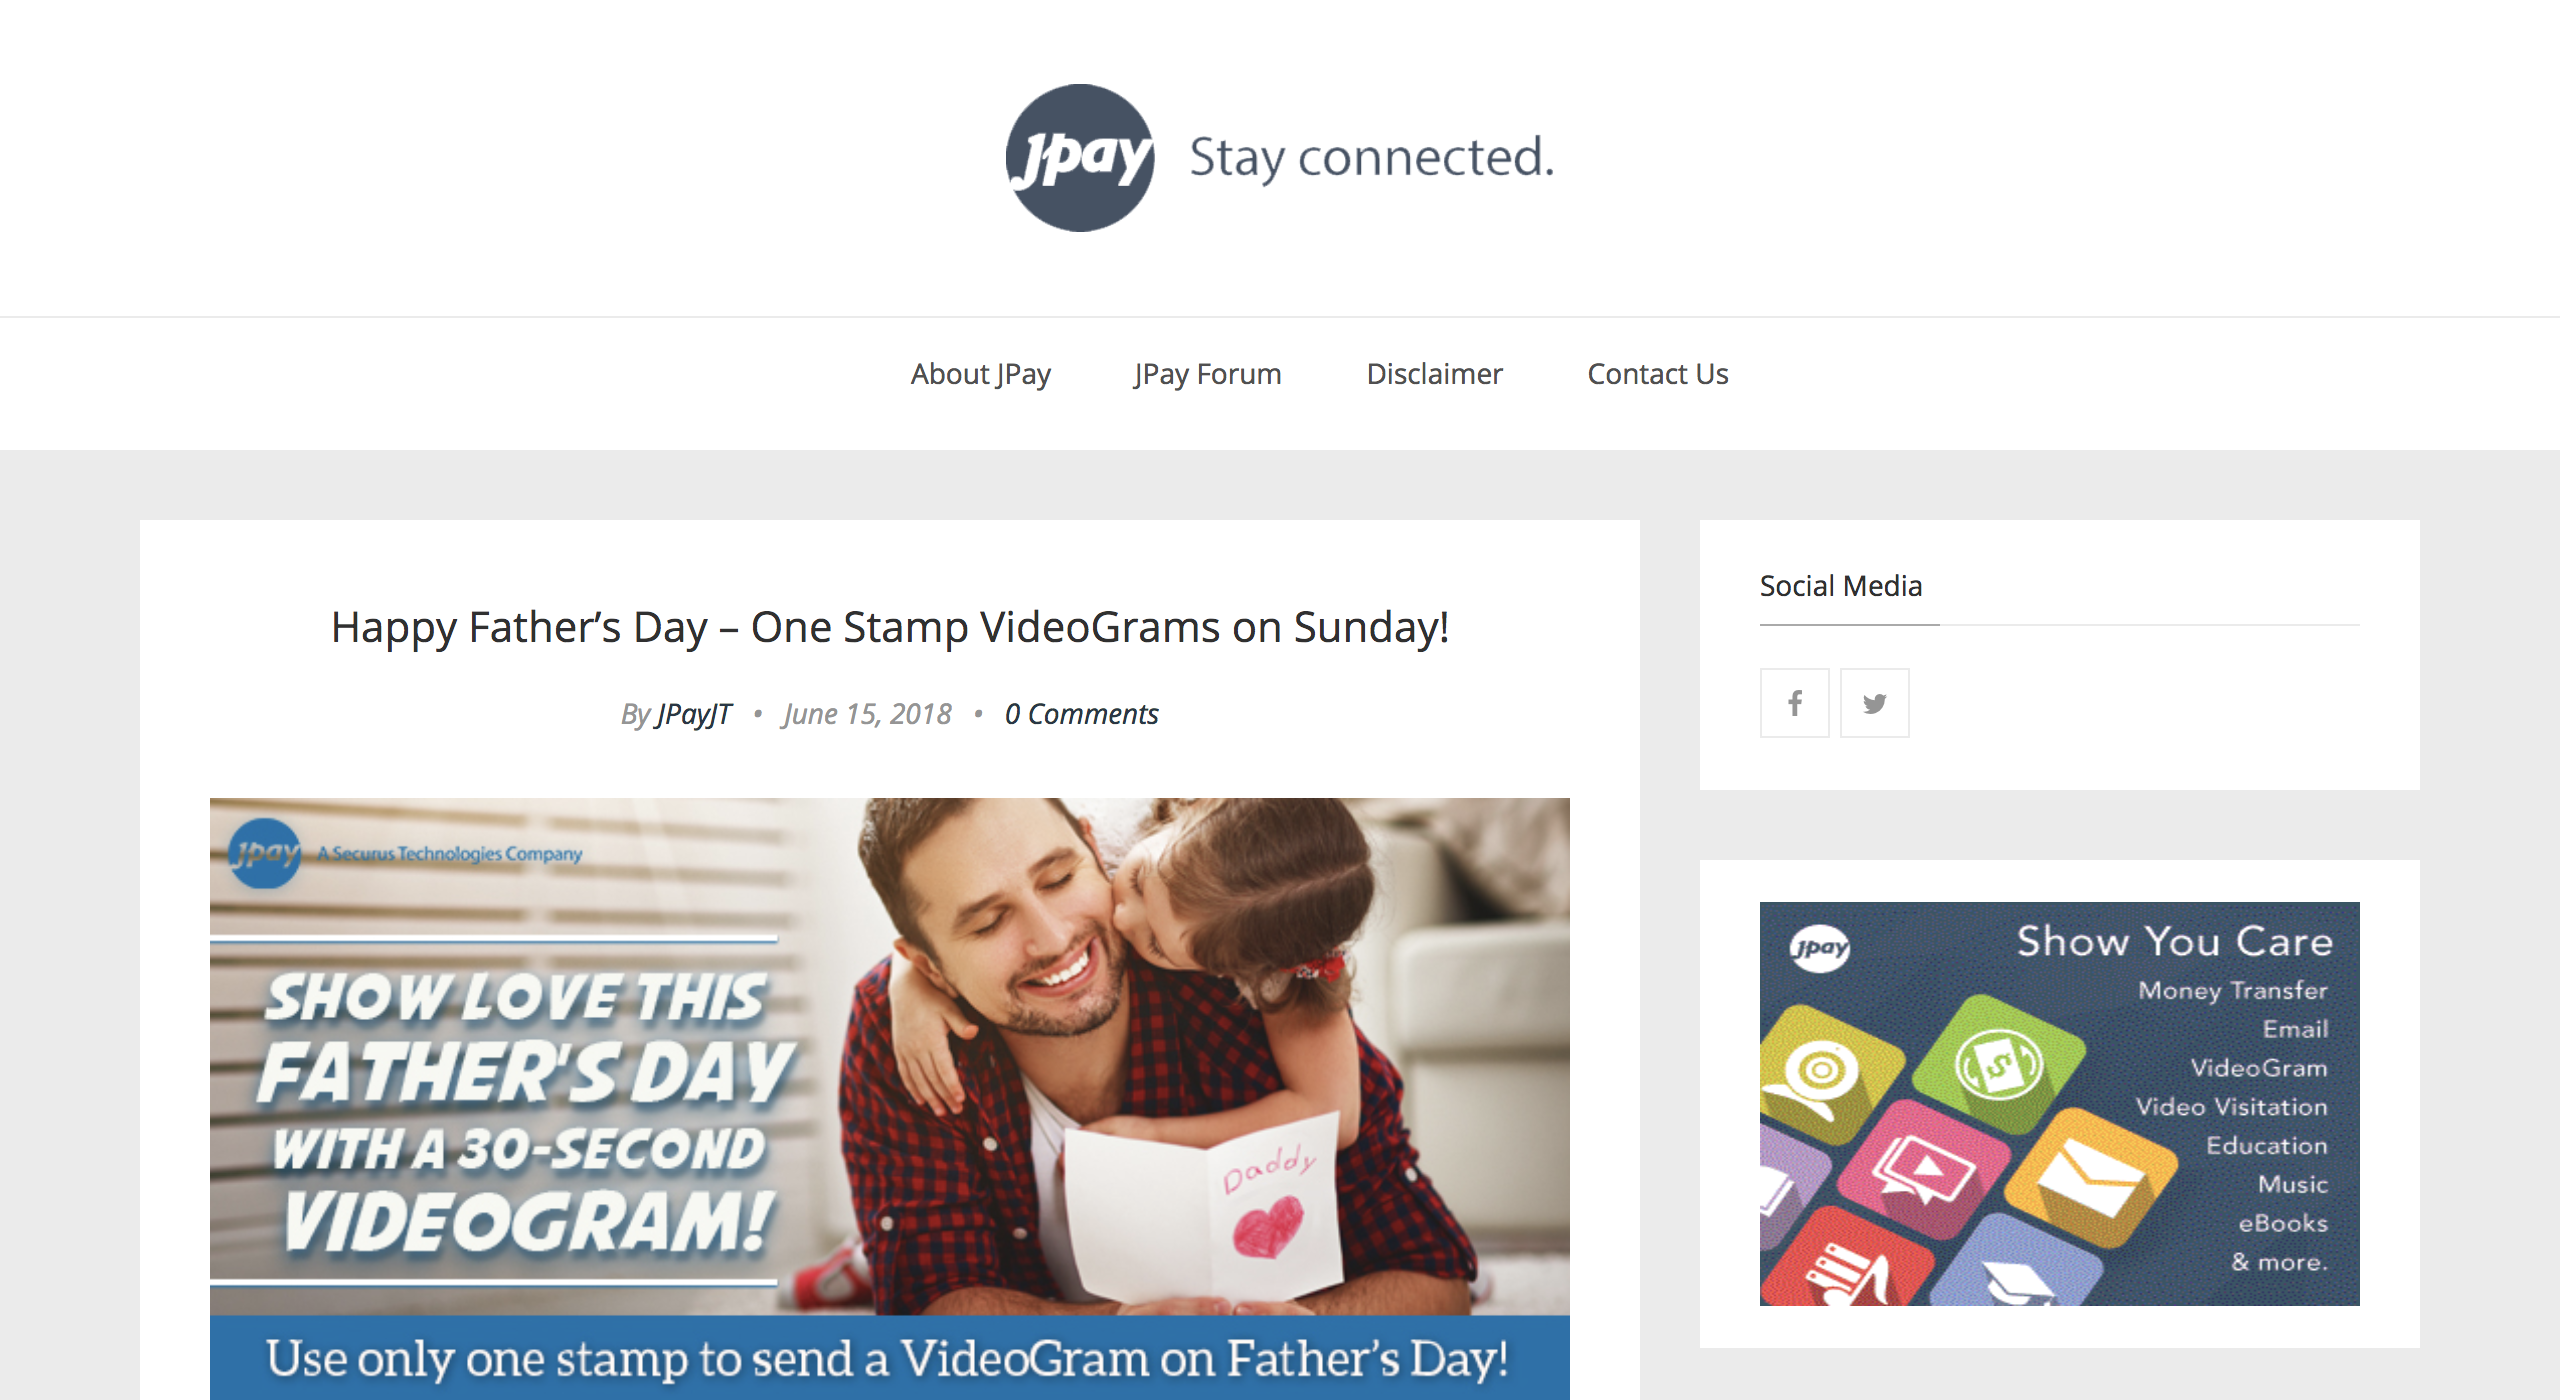 Jpay Stay connected.
About JPay JPay Forum Disclaimer Contact Us
Happy Father’s Day – One Stamp VideoGrams on Sunday!
By JPayJT • June 15, 2018 • 0 Comments
Jpay A Securus Technologies Company
SHOW LOVE THIS
FATHER'S DAY
WITH A 30-SECOND
VIDEOGRAM!
Daddy
Use only one stamp to send a VideoGram on Father’s Day!
Social Media
Jpay
Show You Care
Money Transfer
Email
VideoGram
Video Visitation
Education
Music
eBooks
& more.